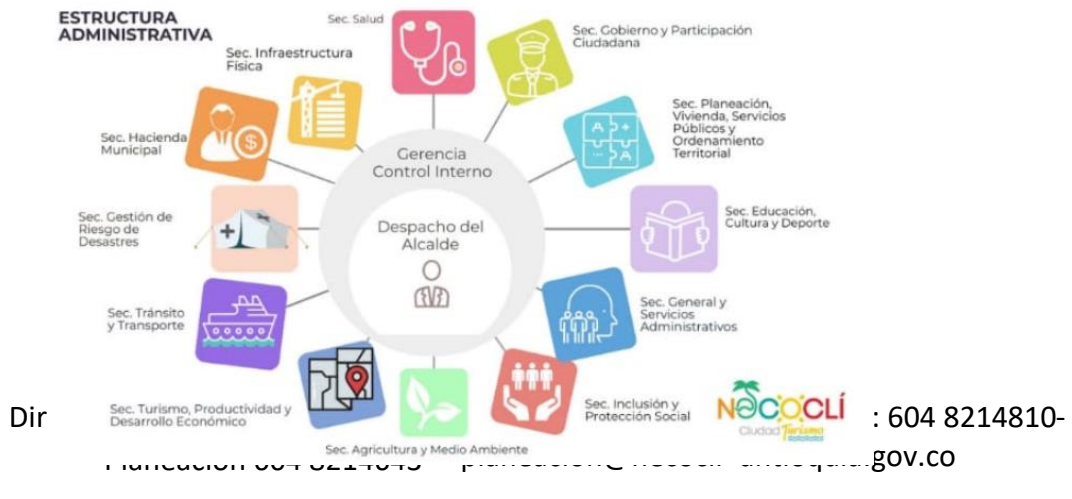 ESTRUCTURA
ADMINISTRATIVA
Sec. Salud
Sec. Gobierno y Participación
Ciudadana
Sec. Infraestructura
Física
Sec. Planeación,
Vivienda, Servicios
Públicos y
Ordenamiento
Territorial
Sec. Hacienda
Municipal
Gerencia
Control Interno
Sec. Gestión de
Riesgo de
Desastres
Despacho del
Alcalde
Sec. Educación,
Cultura y Deporte
Sec. Tránsito
y Transporte
Sec. General y
Servicios
Administrativos
Sec. Turismo, Productividad y
Desarrollo Económico
Sec. Inclusión y
Protección Social
Sec. Agricultura y Medio Ambiente
NECOCLÍ
Ciudad Turismo
Dir
: 604 8214810-
gov.co